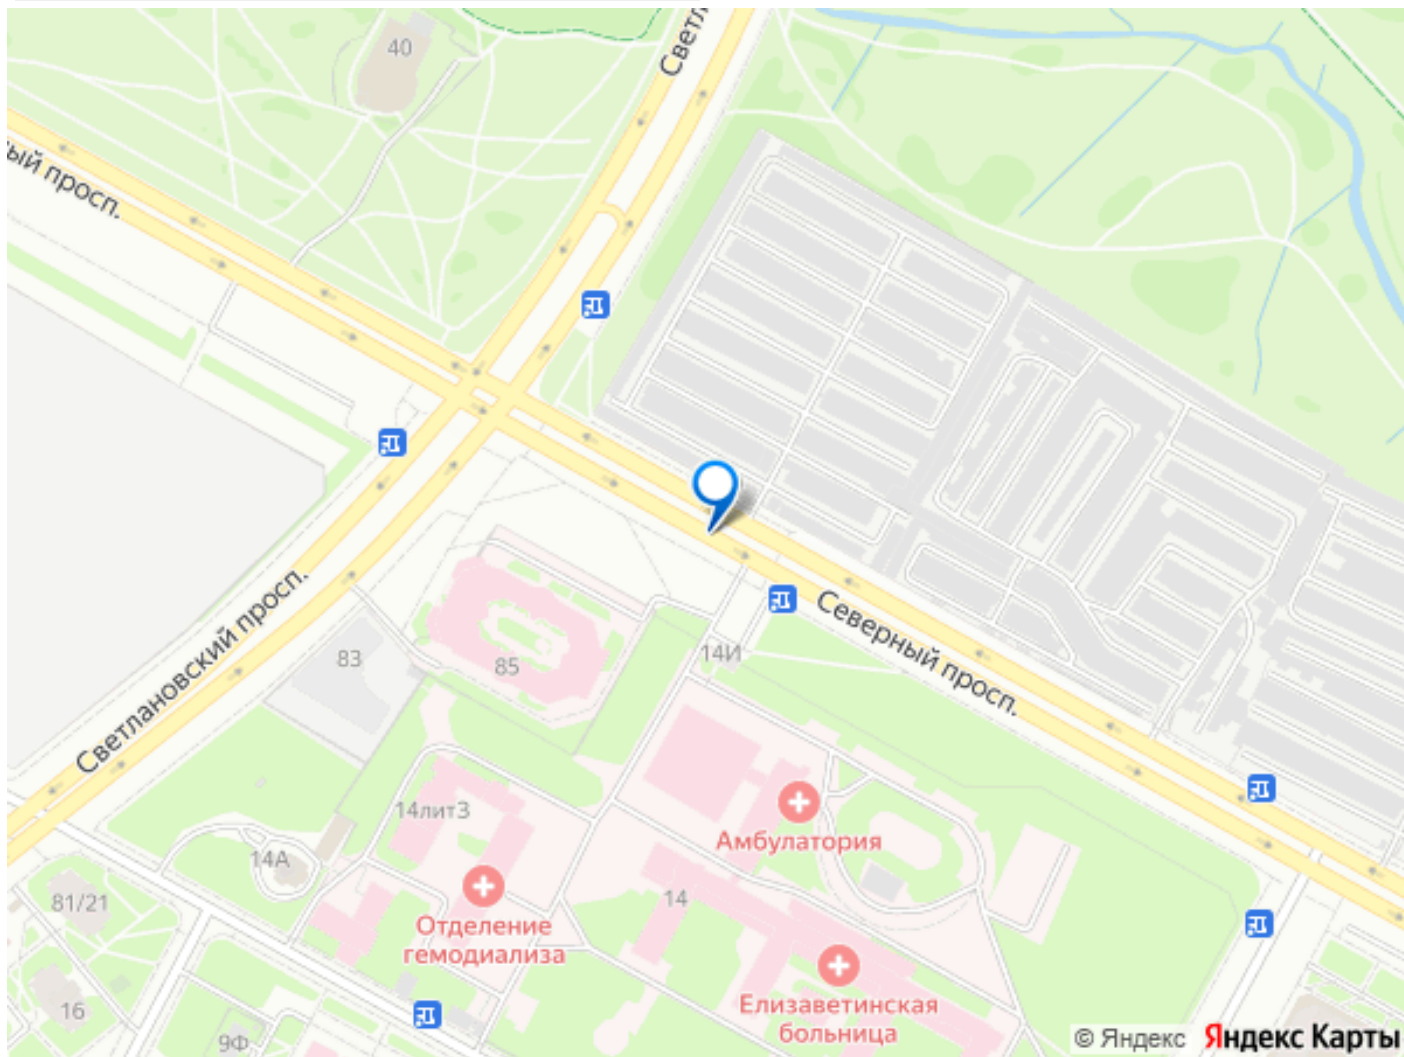 40
Светл
ый просп.
14И
Северный просп.
83
85
Светлановский просп.
14лит3
Амбулатория
14А
14
81/21
Отделение
гемодиализа
Елизаветинская
больница
16
9Ф
© Яндекс Яндекс Карты